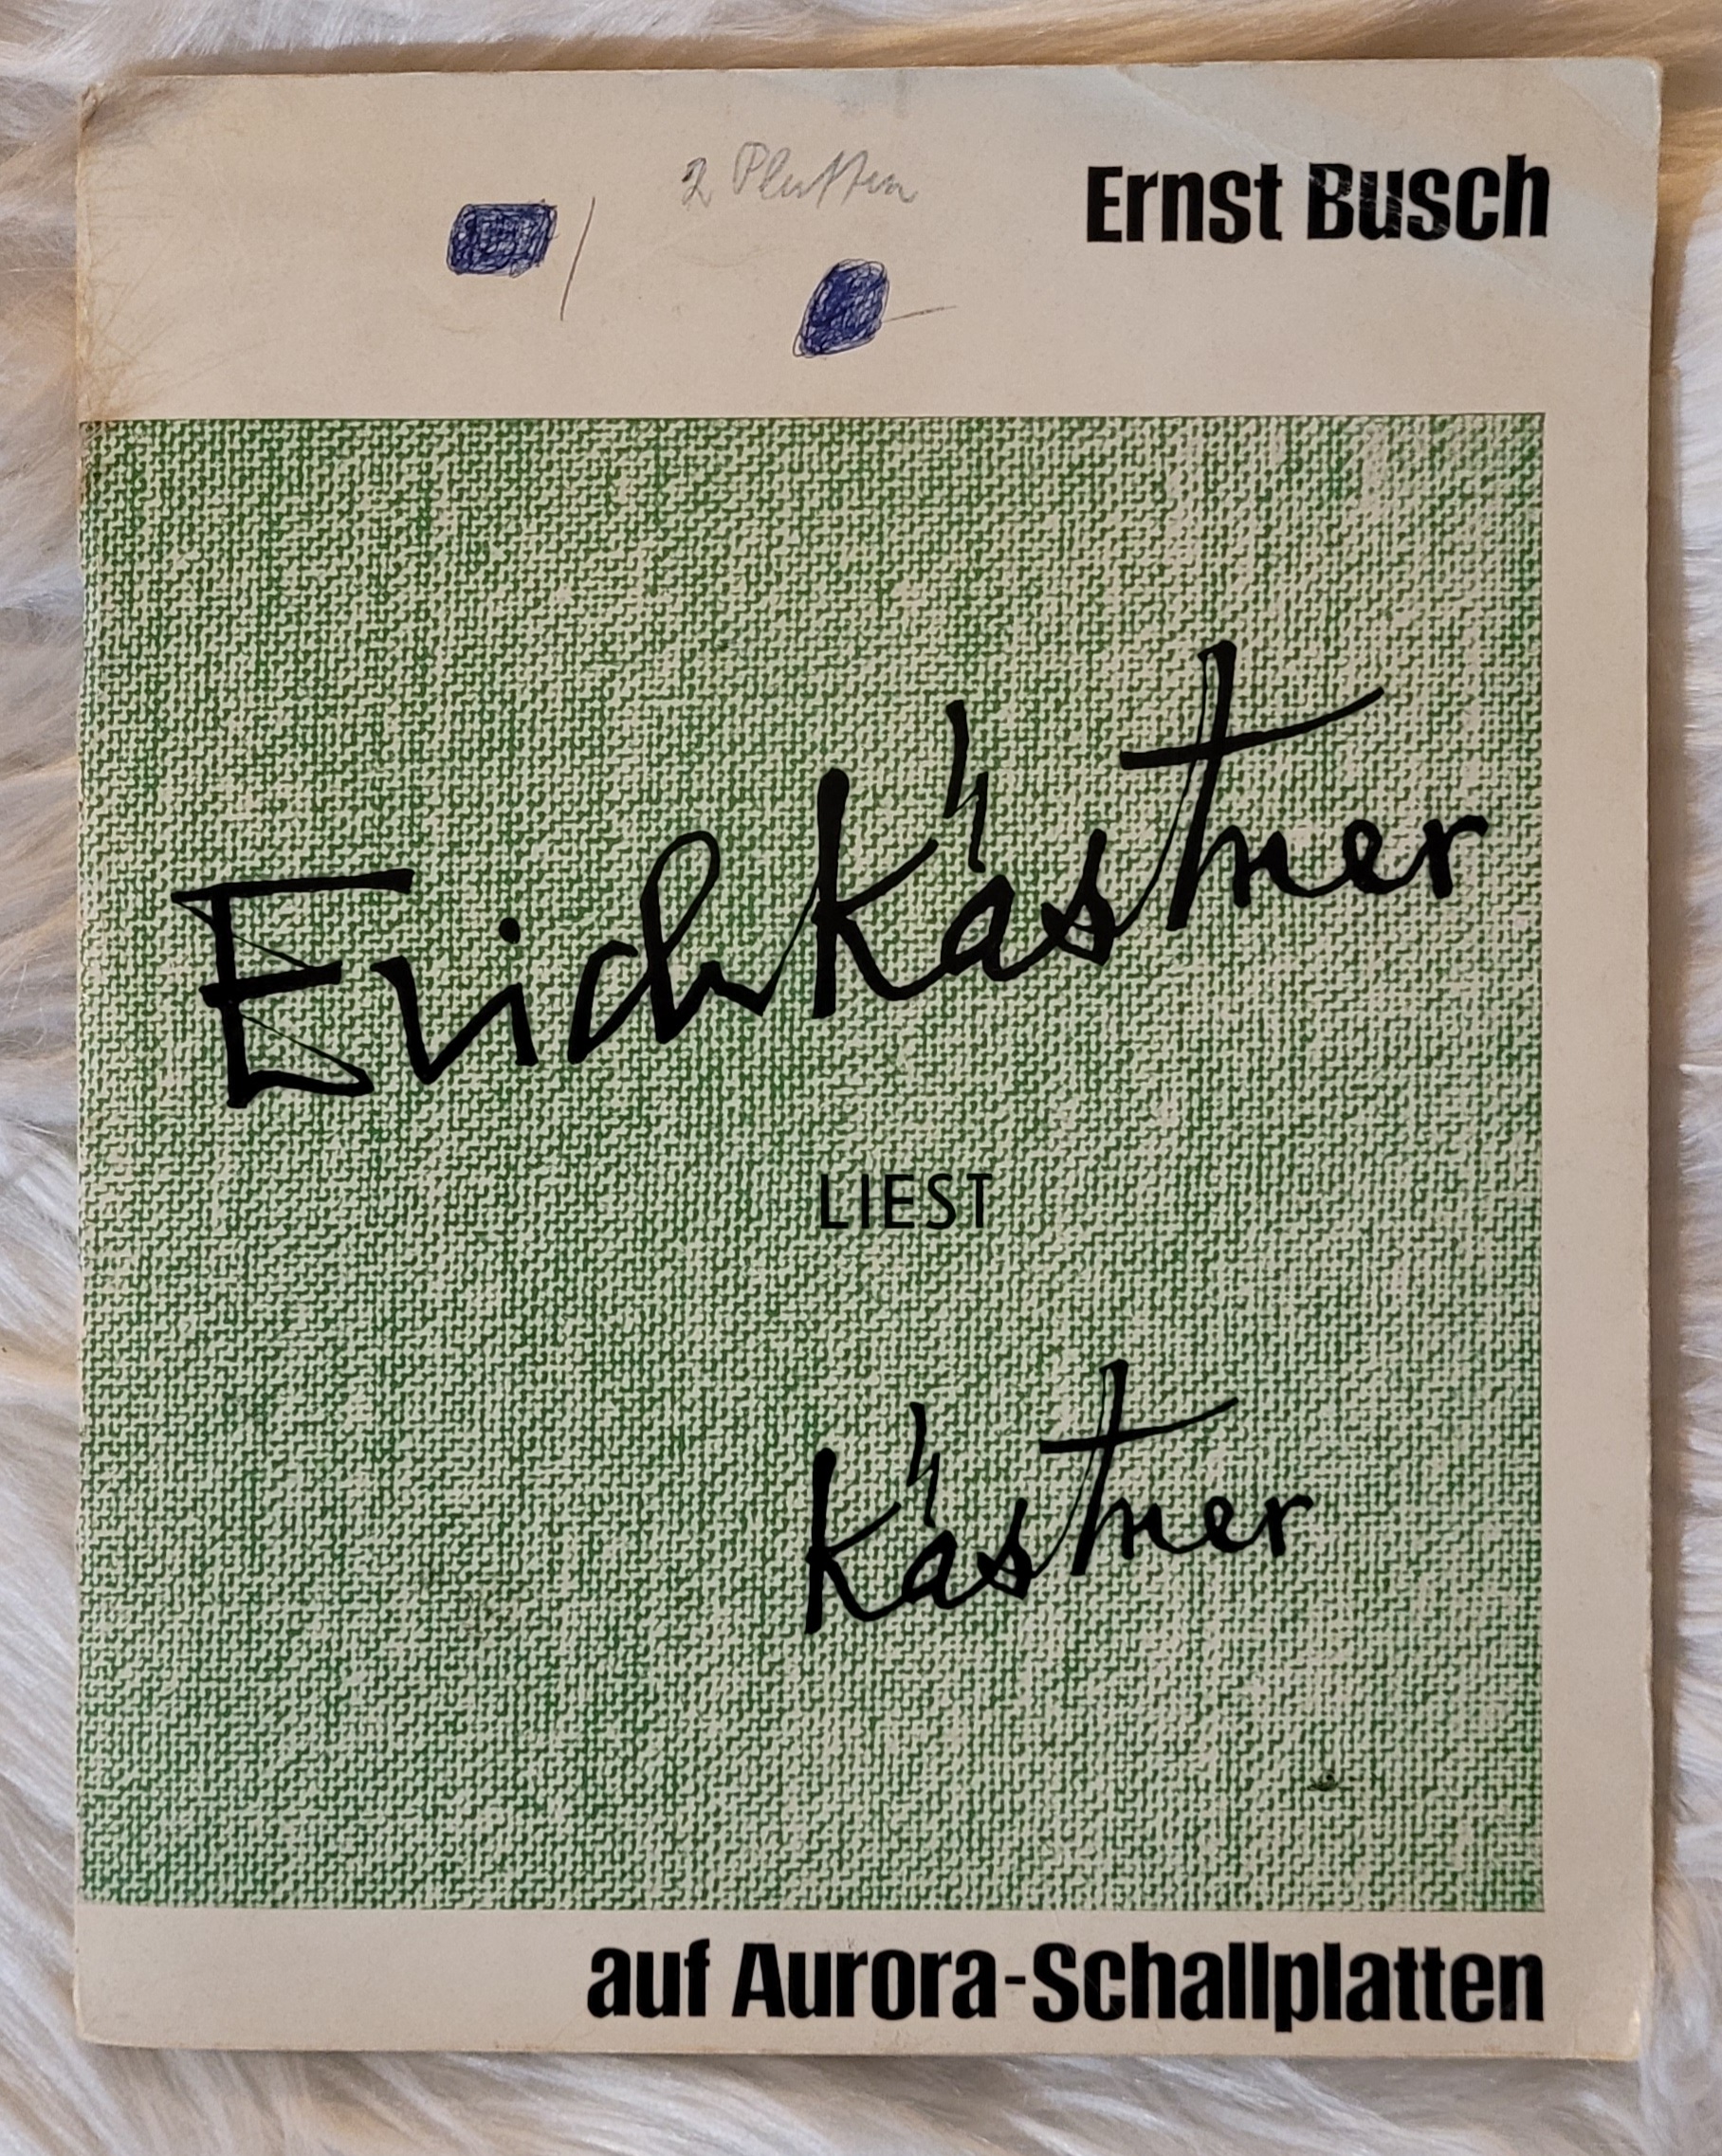 2 Platten
Ernst Busch
Erich Kästner
LIEST
Kästner
auf Aurora-Schallplatten